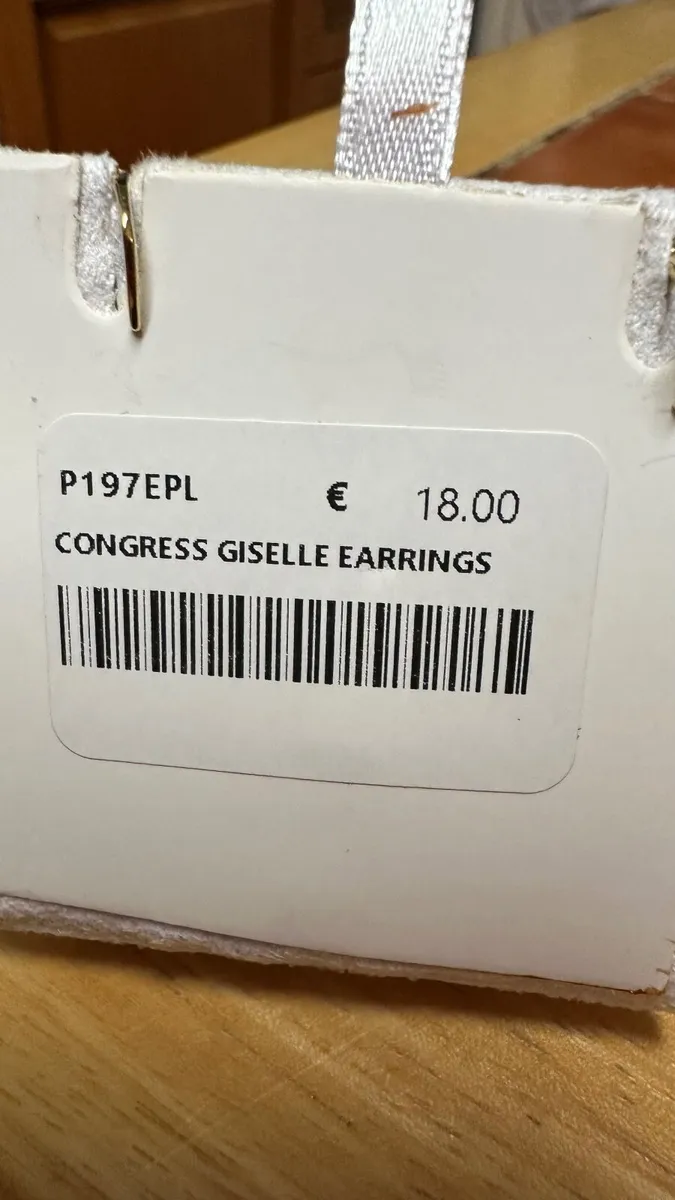 P197EPL € 18.00
CONGRESS GISELLE EARRINGS